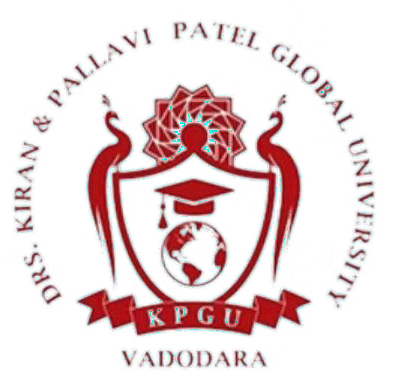 DRS. KIRAN & PALLAVI PATEL GLOBAL UNIVERSITY
KPGU
VADODARA